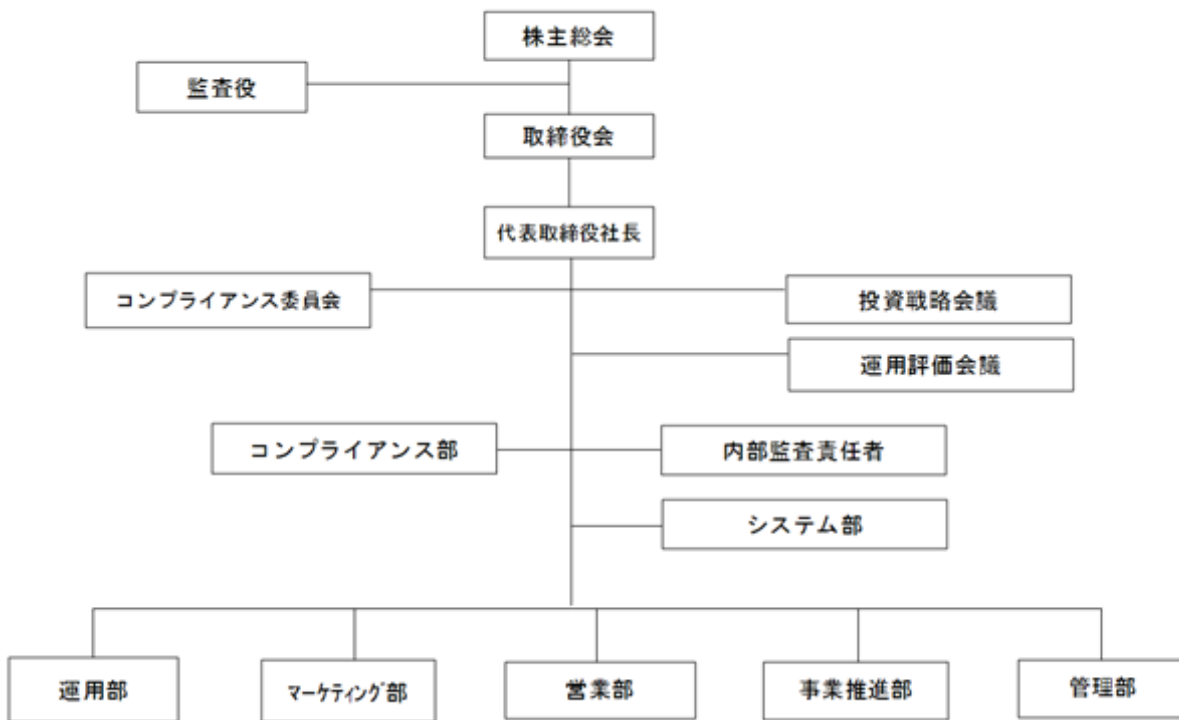 株主総会
監査役
取締役会
代表取締役社長
コンプライアンス委員会
投資戦略会議
運用評価会議
コンプライアンス部
内部監査責任者
システム部
運用部
マーケティング部
営業部
事業推進部
管理部